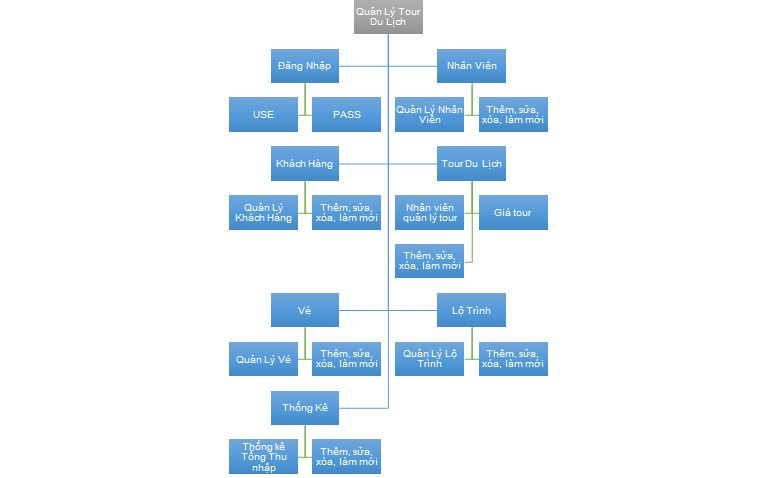 Quản Lý Tour
Du Lịch
Đăng Nhập
Nhân Viên
USE
PASS
Quản Lý Nhân
Viên
Thêm, sửa,
xóa, làm mới
Khách Hàng
Tour Du Lịch
Quản Lý
Khách Hàng
Thêm, sửa,
xóa, làm mới
Nhân viên
quản lý tour
Giá tour
Thêm, sửa,
xóa, làm mới
Vé
Lộ Trình
Quản Lý Vé
Thêm, sửa,
xóa, làm mới
Quản Lý Lộ
Trình
Thêm, sửa,
xóa, làm mới
Thống Kê
Thống kê
Tổng Thu
nhập
Thêm, sửa,
xóa, làm mới